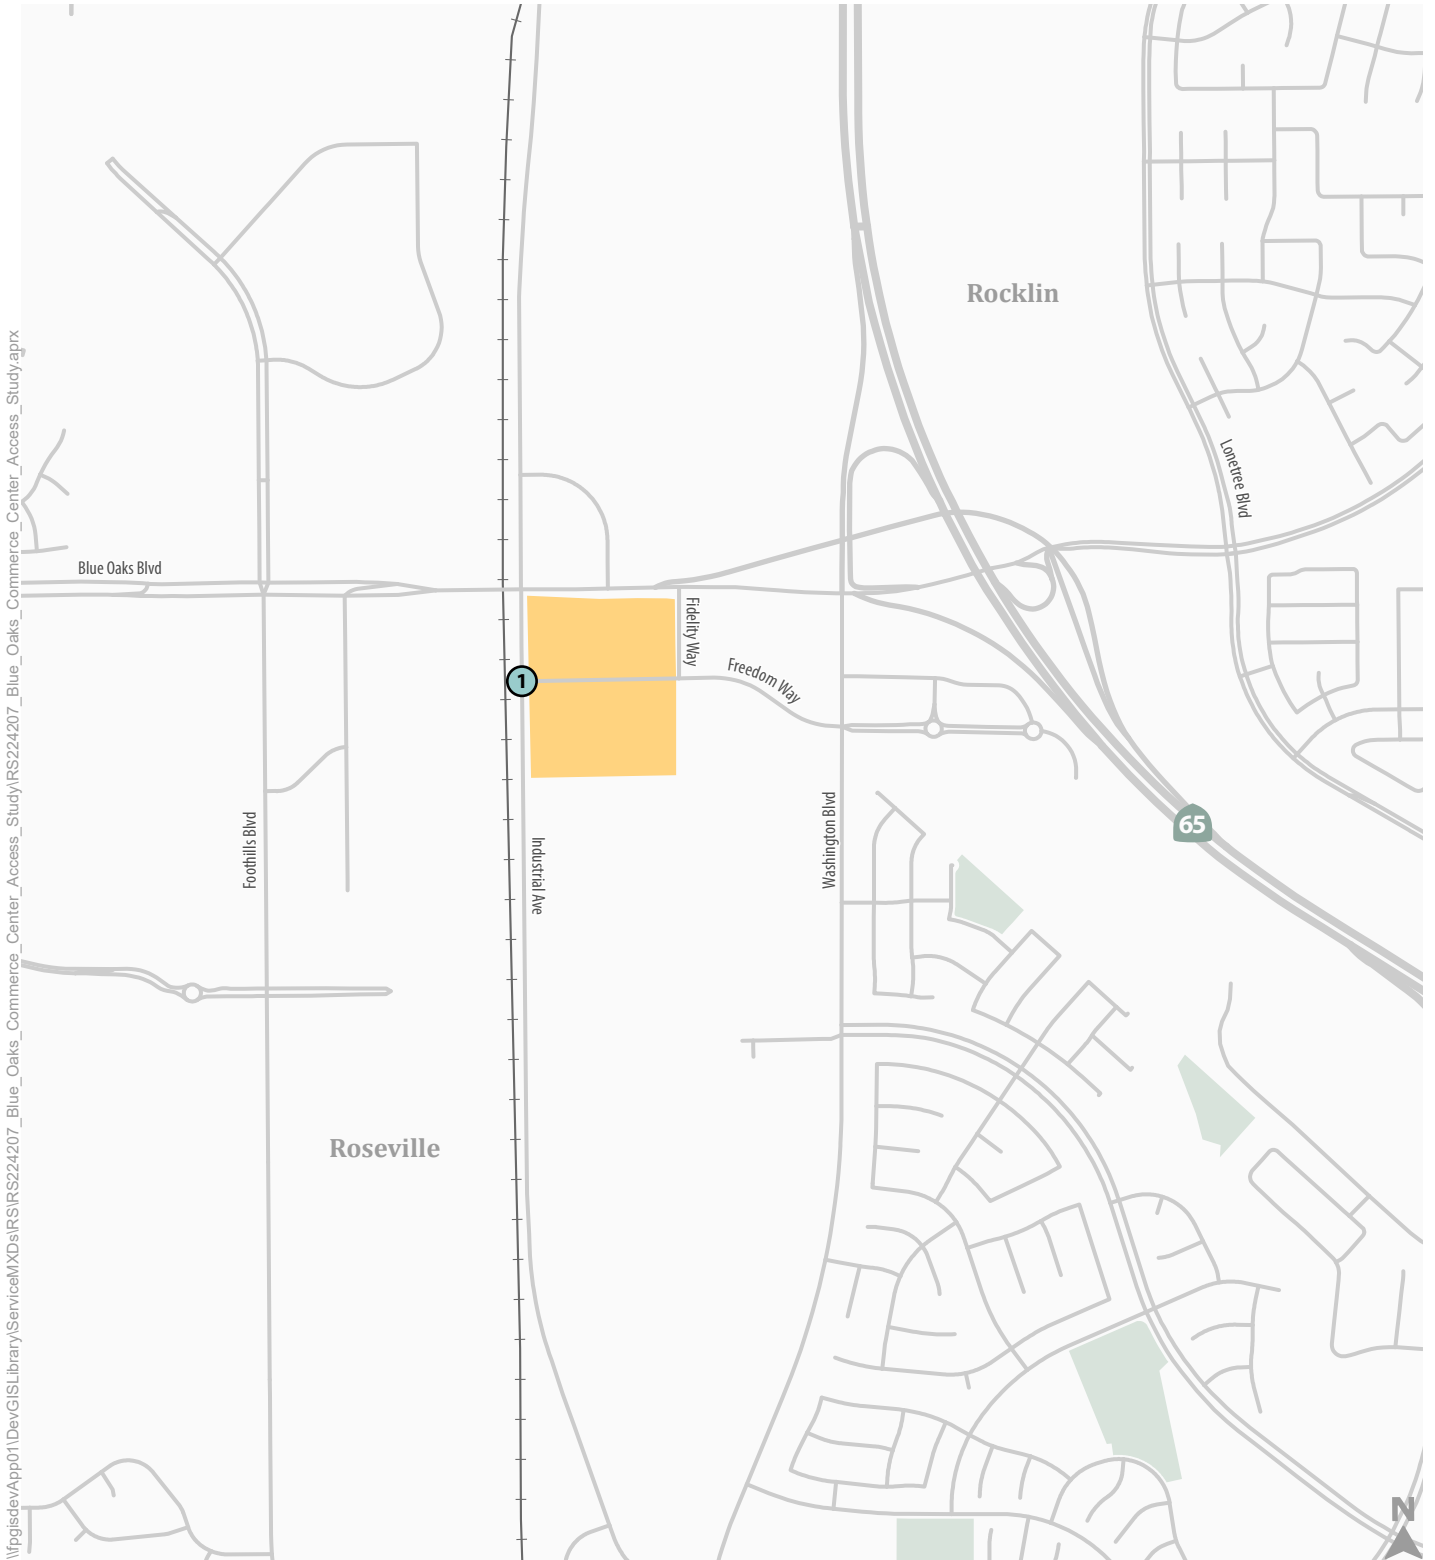 Rocklin
Lonetree Blvd
Blue Oaks Blvd
Fidelity Way
Freedom Way
1
65
Washington Blvd
Foothills Blvd
Industrial Ave
Roseville
N
\\fpgisdevApp01\DevGISLibrary\ServiceMXDs\RS\RS224207_Blue_Oaks_Commerce_Center_Access_Study\RS224207_Blue_Oaks_Commerce_Center_Access_Study.aprx